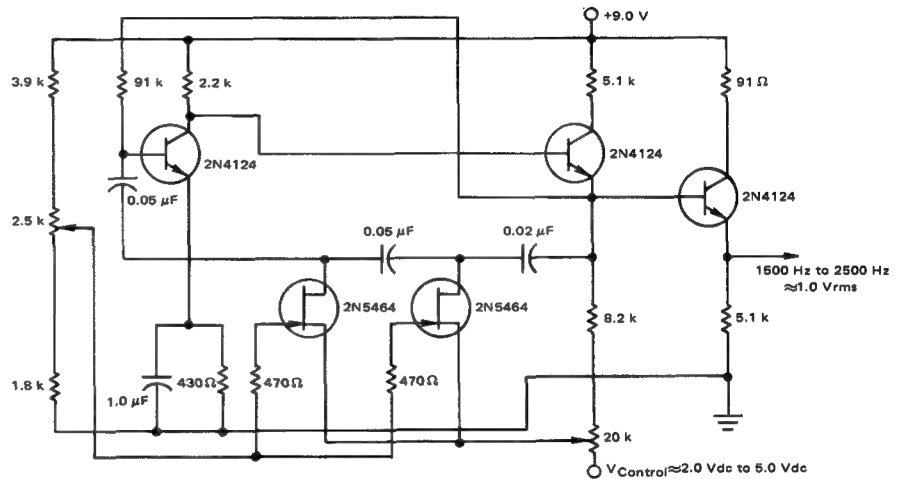 +9.0 V
3.9 k
91 k
2.2 k
5.1 k
91 Ω
2N4124
2N4124
2N4124
0.05 μF
2.5 k
0.05 μF
0.02 μF
1500 Hz to 2500 Hz
≈1.0 Vrms
2N5464
2N5464
8.2 k
5.1 k
1.8 k
1.0 μF
430Ω
470Ω
470Ω
20 k
VControl≈2.0 Vdc to 5.0 Vdc